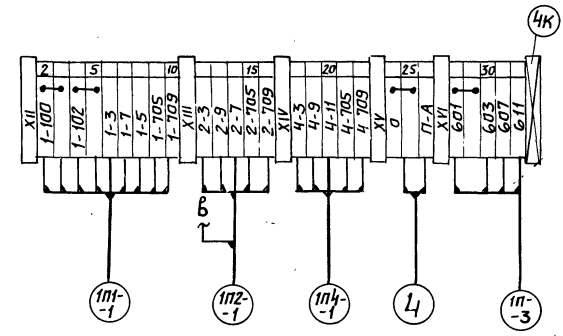 4К
2 5 10 15 20 25 30
XII 1-100 1-102 1-3 1-7 1-5 1-705 1-709 XIII 2-3 2-9 2-7 2-705 2-709 XIV 4-3 4-9 4-11 4-705 4-709 XV 0 П-А XVI 601 603 607 611
В
1П1--1 1П2--1 1П4--1 4 1П--3